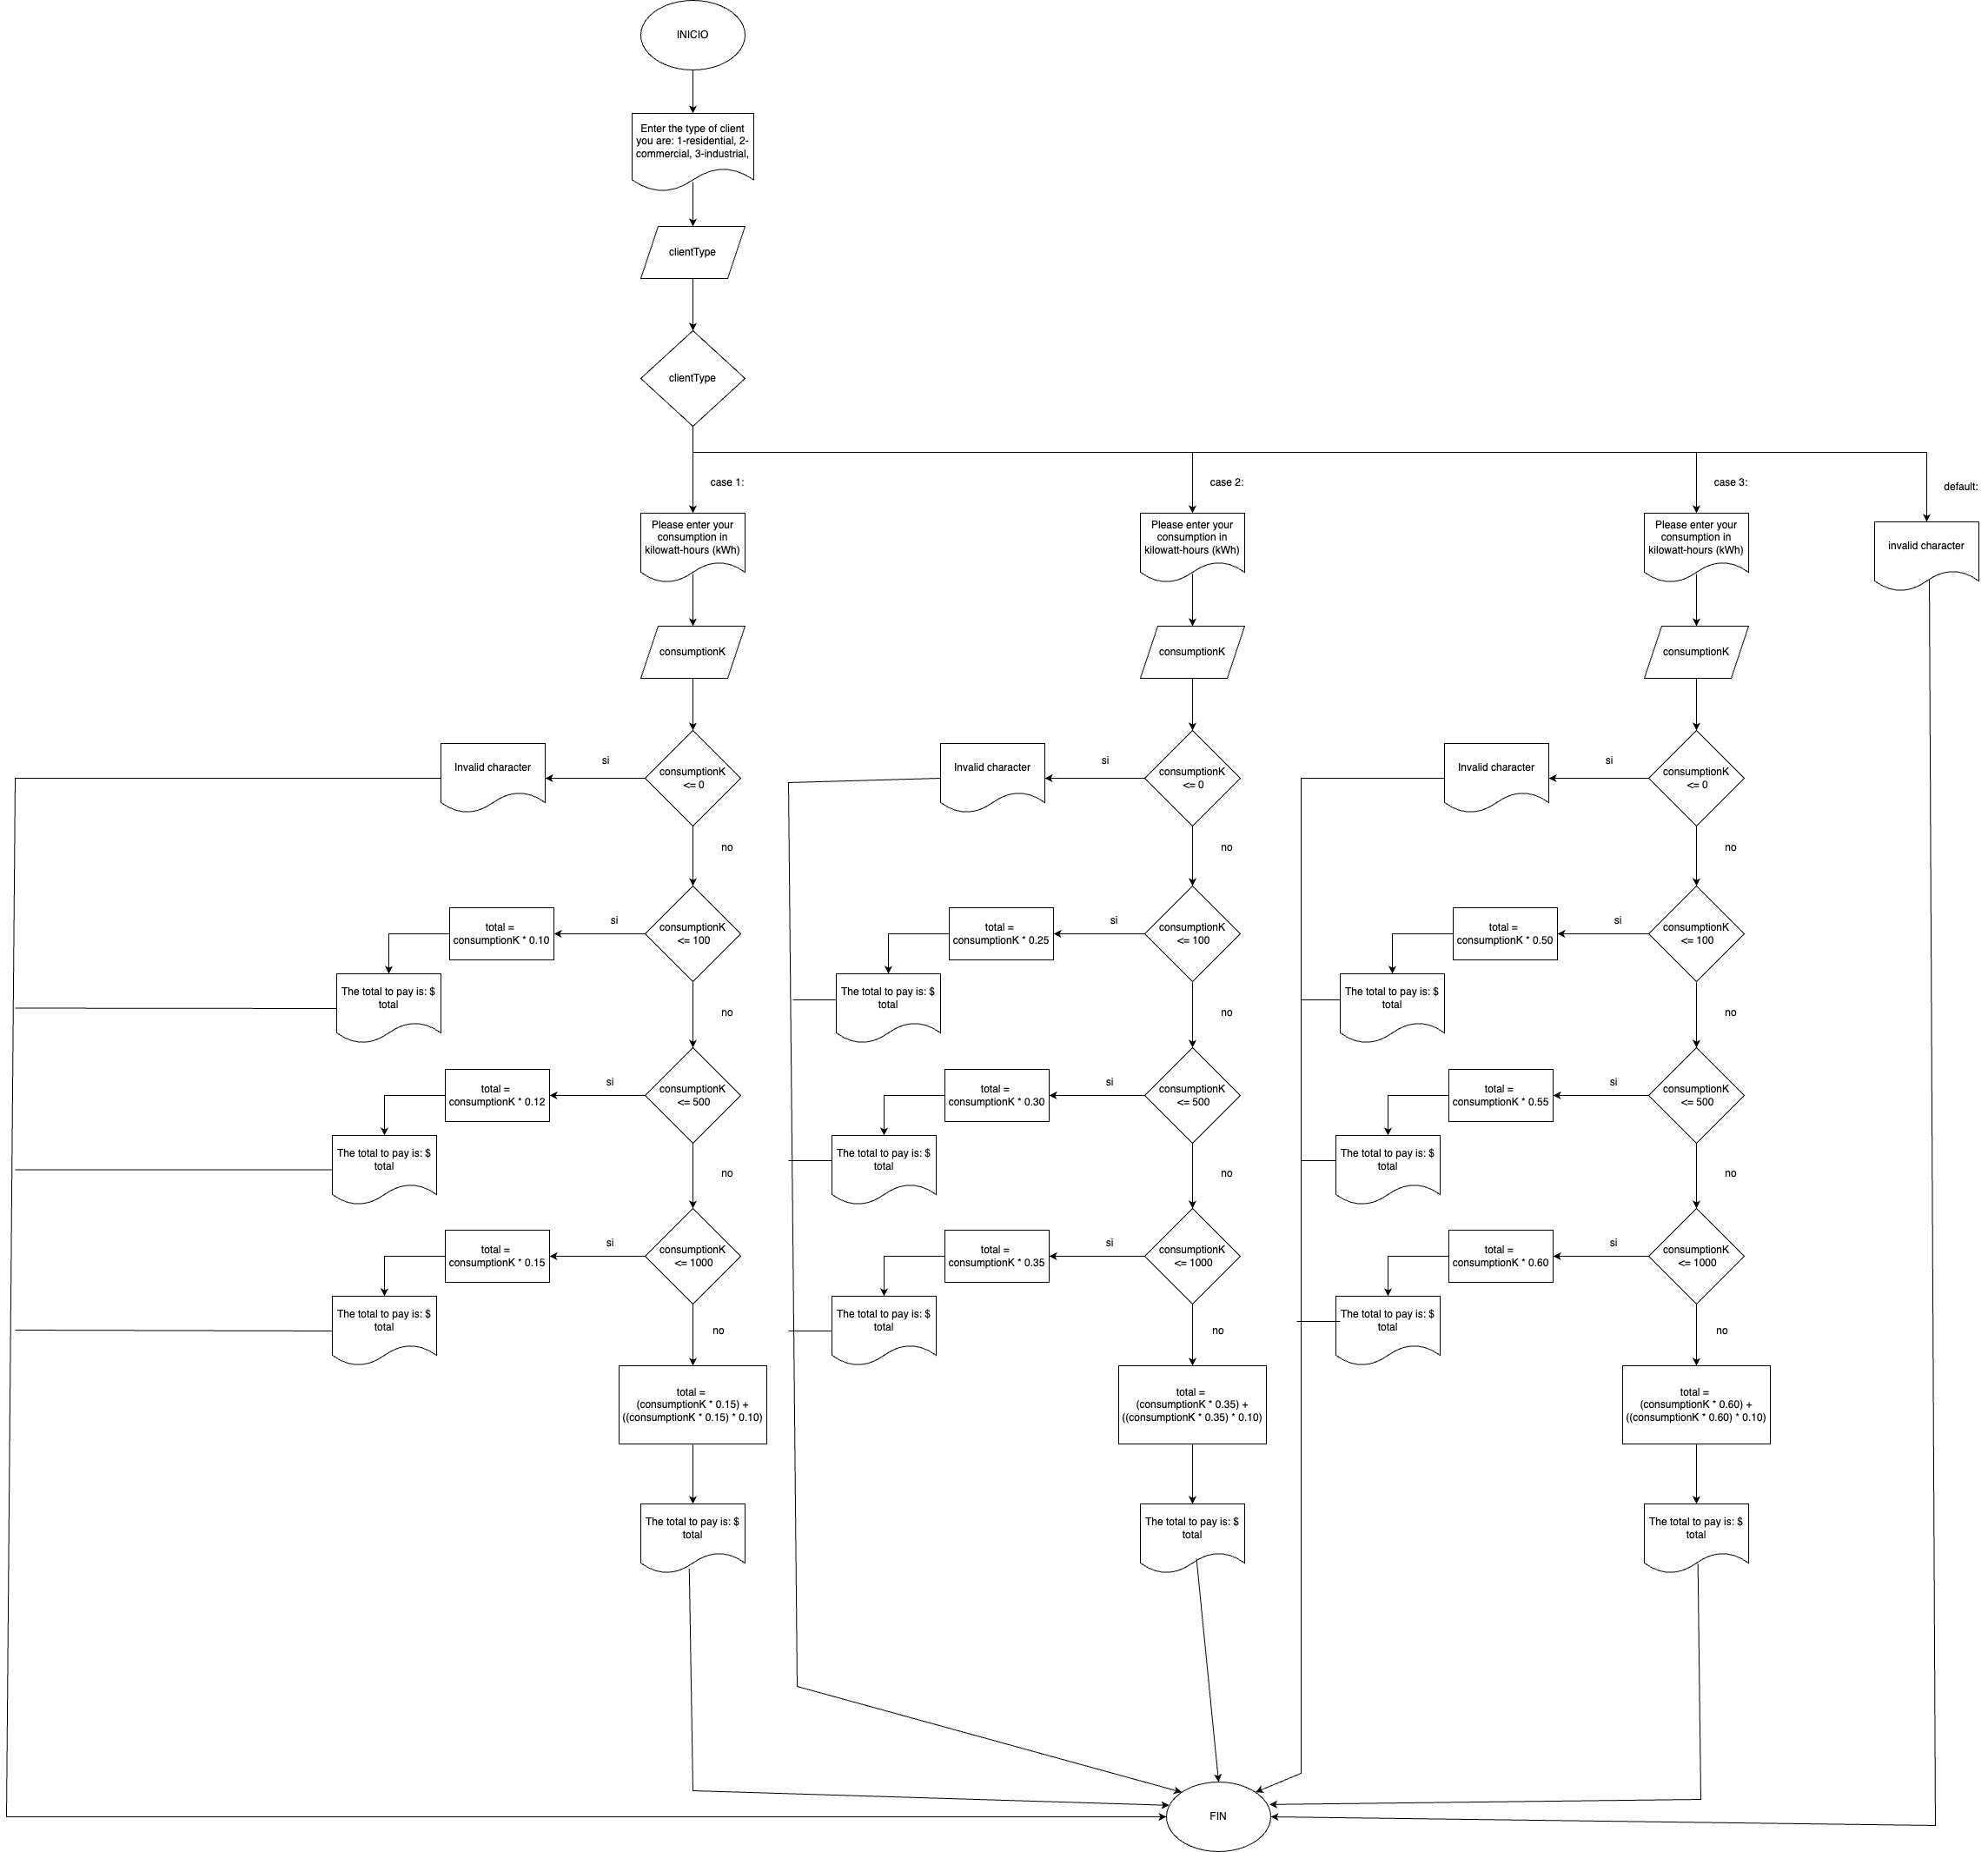 INICIO
Enter the type of client
you are: 1-residential, 2-
commercial, 3-industrial,
clientType
clientType
case 1:
case 2:
case 3:
default:
Please enter your
consumption in
kilowatt-hours (kWh)
Please enter your
consumption in
kilowatt-hours (kWh)
Please enter your
consumption in
kilowatt-hours (kWh)
invalid character
consumptionK
consumptionK
consumptionK
Invalid character
si
consumptionK
<= 0
Invalid character
si
consumptionK
<= 0
Invalid character
si
consumptionK
<= 0
no
no
no
total =
consumptionK * 0.10
si
consumptionK
<= 100
total =
consumptionK * 0.25
si
consumptionK
<= 100
total =
consumptionK * 0.50
si
consumptionK
<= 100
The total to pay is: $
total
no
The total to pay is: $
total
no
The total to pay is: $
total
no
total =
consumptionK * 0.12
si
consumptionK
<= 500
total =
consumptionK * 0.30
si
consumptionK
<= 500
total =
consumptionK * 0.55
si
consumptionK
<= 500
The total to pay is: $
total
no
The total to pay is: $
total
no
The total to pay is: $
total
no
total =
consumptionK * 0.15
si
consumptionK
<= 1000
total =
consumptionK * 0.35
si
consumptionK
<= 1000
total =
consumptionK * 0.60
si
consumptionK
<= 1000
The total to pay is: $
total
no
The total to pay is: $
total
no
The total to pay is: $
total
no
total =
(consumptionK * 0.15) +
((consumptionK * 0.15) * 0.10)
total =
(consumptionK * 0.35) +
((consumptionK * 0.35) * 0.10)
total =
(consumptionK * 0.60) +
((consumptionK * 0.60) * 0.10)
The total to pay is: $
total
The total to pay is: $
total
The total to pay is: $
total
FIN